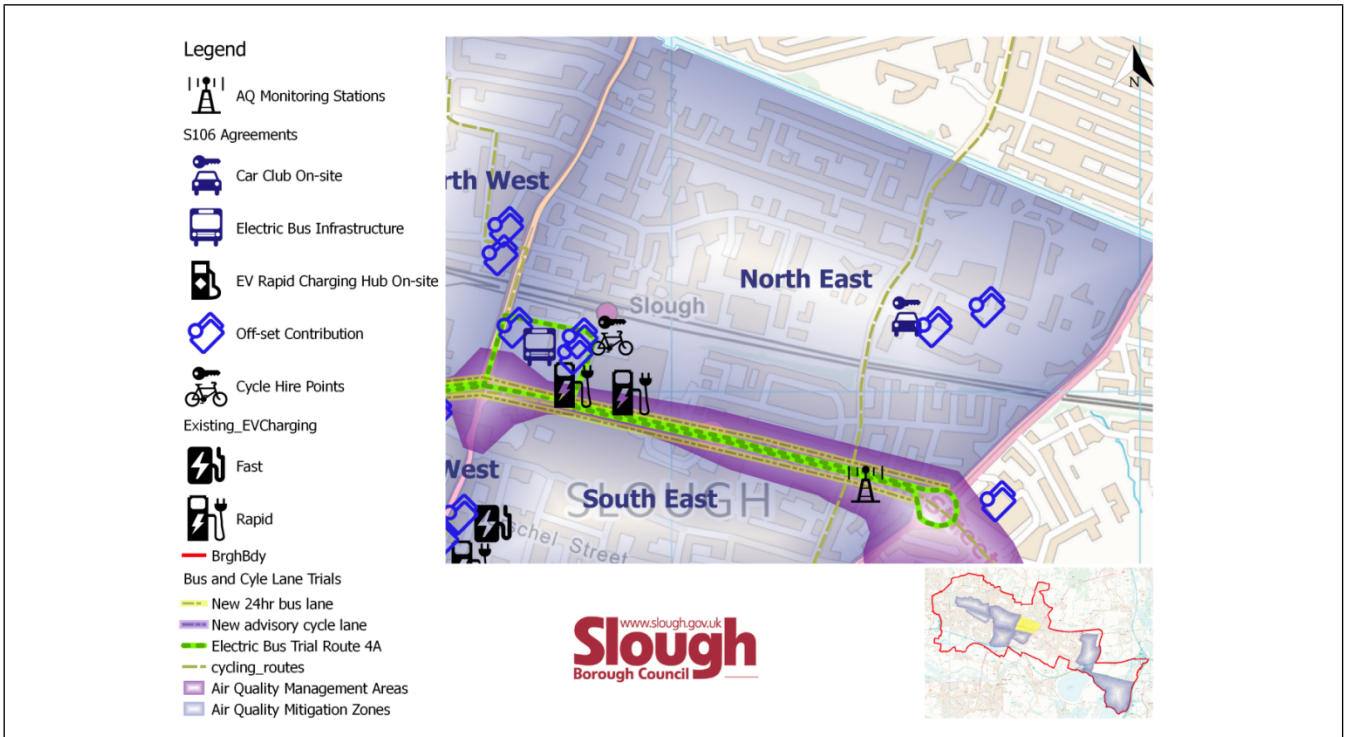 Legend
AQ Monitoring Stations
S106 Agreements
Car Club On-site
Electric Bus Infrastructure
EV Rapid Charging Hub On-site
Off-set Contribution
Cycle Hire Points
Existing_EVCharging
Fast
Rapid
BrghBdy
Bus and Cyle Lane Trials
New 24hr bus lane
New advisory cycle lane
Electric Bus Trial Route 4A
cycling_routes
Air Quality Management Areas
Air Quality Mitigation Zones
N
rth West
North East
Slough
West
South East
SLOUGH
schel Street
www.slough.gov.uk
Slough
Borough Council